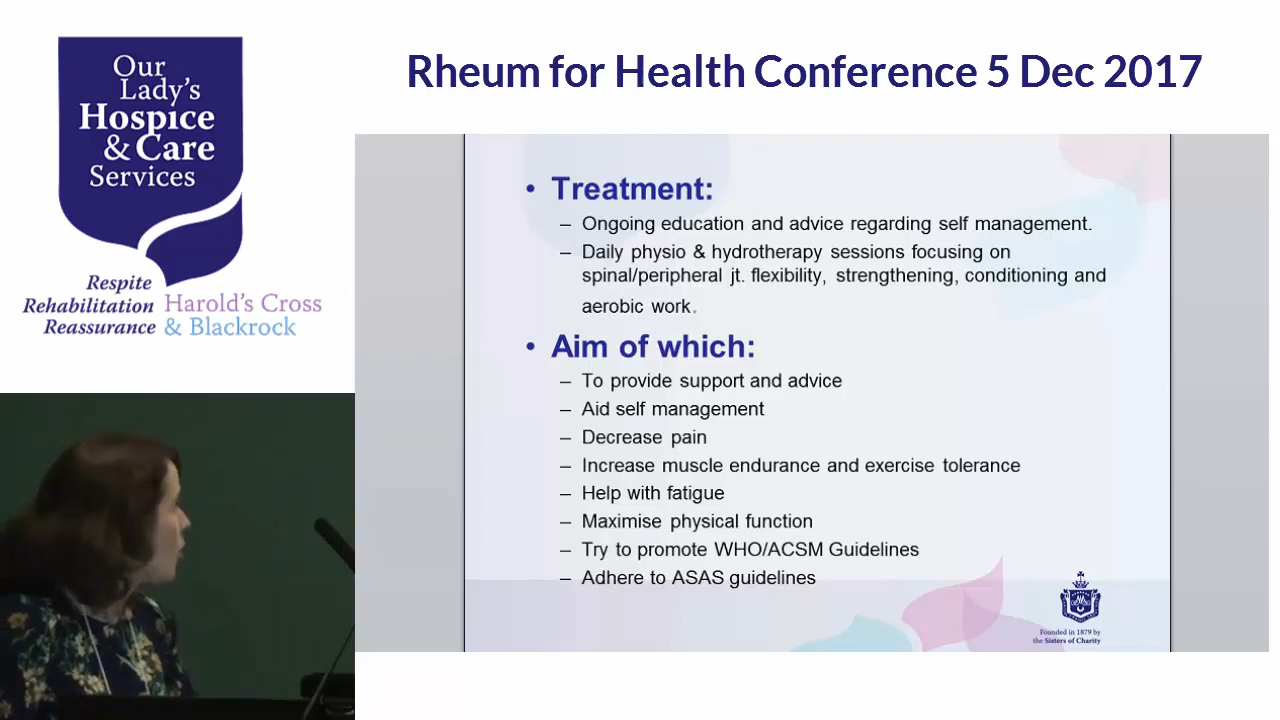 Our
Lady's
Hospice
& Care
Services
Respite
Rehabilitation
Reassurance
Harold's Cross
& Blackrock
Rheum for Health Conference 5 Dec 2017
• Treatment:
– Ongoing education and advice regarding self management.
– Daily physio & hydrotherapy sessions focusing on
spinal/peripheral jt. flexibility, strengthening, conditioning and
aerobic work.
• Aim of which:
– To provide support and advice
– Aid self management
– Decrease pain
– Increase muscle endurance and exercise tolerance
– Help with fatigue
– Maximise physical function
– Try to promote WHO/ACSM Guidelines
– Adhere to ASAS guidelines
Founded in 1879 by
the Sisters of Charity